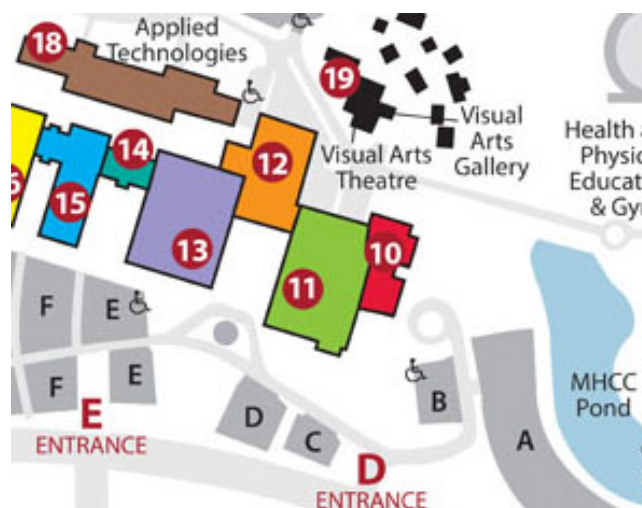 18
Applied
Technologies
19
Visual
Arts
Gallery
Visual Arts
Theatre
Health
Physic
Educat
& Gy
14
12
15
13
10
11
F
E
F
E
D
C
B
A
MHCC
Pond
E
ENTRANCE
D
ENTRANCE